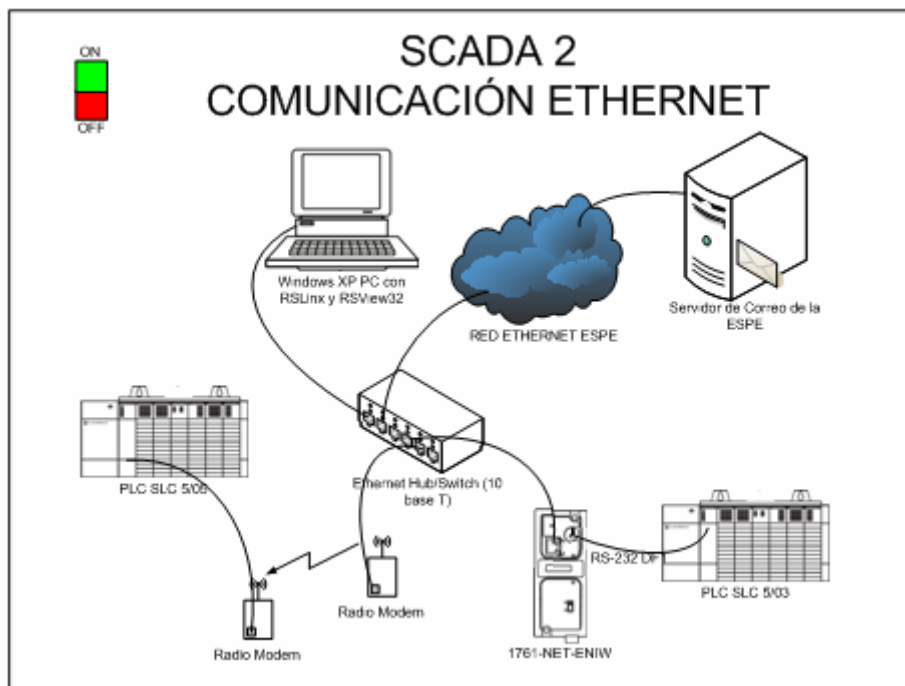 ON
OFF
SCADA 2
COMUNICACIÓN ETHERNET
Windows XP PC con
RSLinx y RSView32
RED ETHERNET ESPE
Servidor de Correo de la
ESPE
PLC SLC 5/05
Ethernet Hub/Switch (10
base T)
RS-232 DF
PLC SLC 5/03
Radio Modem
Radio Modem
1761-NET-ENIW